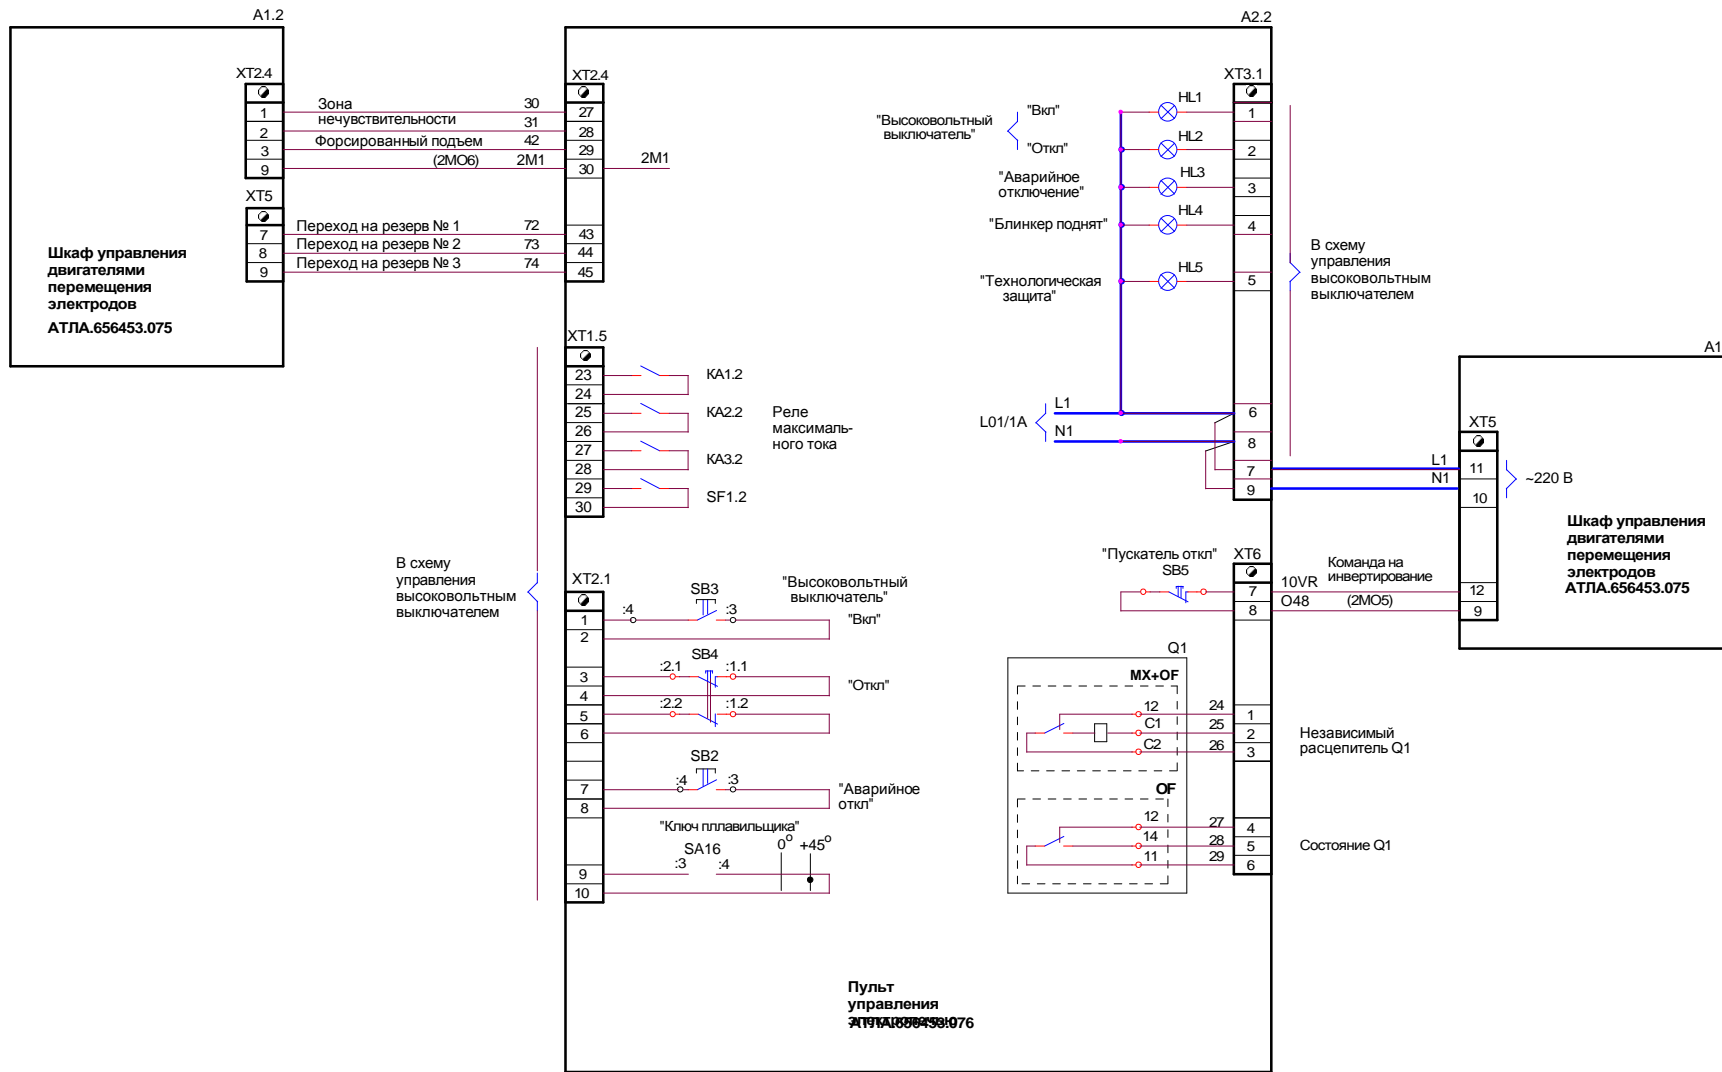 A1.2
XT2.4
1
2
3
9
Зона
нечувствительности
Форсированный подъем
(2МО6)
30
31
42
2М1
XT5
7
8
9
Переход на резерв № 1
Переход на резерв № 2
Переход на резерв № 3
72
73
74
Шкаф управления
двигателями
перемещения
электродов
АТЛА.656453.075
A2.2
XT2.4
27
28
29
30
43
44
45
2М1
XT1.5
23
24
25
26
27
28
29
30
КА1.2
КА2.2
КА3.2
SF1.2
Реле
максималь-
ного тока
В схему
управления
высоковольтным
выключателем
XT2.1
1
2
3
4
5
6
7
8
9
10
:4
SB3
:3
"Высоковольтный
выключатель"
"Вкл"
:2.1
SB4
:1.1
"Откл"
:2.2
:1.2
SB2
:4
:3
"Аварийное
откл"
"Ключ пллавильщика"
SA16
:3
:4
0°
+45°
XT3.1
1
2
3
4
5
6
8
7
9
"Высоковольтный
выключатель"
"Вкл"
"Откл"
"Аварийное
отключение"
"Блинкер поднят"
"Технологическая
защита"
HL1
HL2
HL3
HL4
HL5
L01/1A
L1
N1
В схему
управления
высоковольтным
выключателем
L1
N1
A1
XT5
11
10
12
9
~220 В
Шкаф управления
двигателями
перемещения
электродов
АТЛА.656453.075
"Пускатель откл"
SB5
XT6
7
8
1
2
3
4
5
6
10VR
O48
Команда на
инвертирование
(2МО5)
Q1
MX+OF
12
C1
C2
24
25
26
Независимый
расцепитель Q1
OF
12
14
11
27
28
29
Состояние Q1
Пульт
управления
АТЛА.656453.076